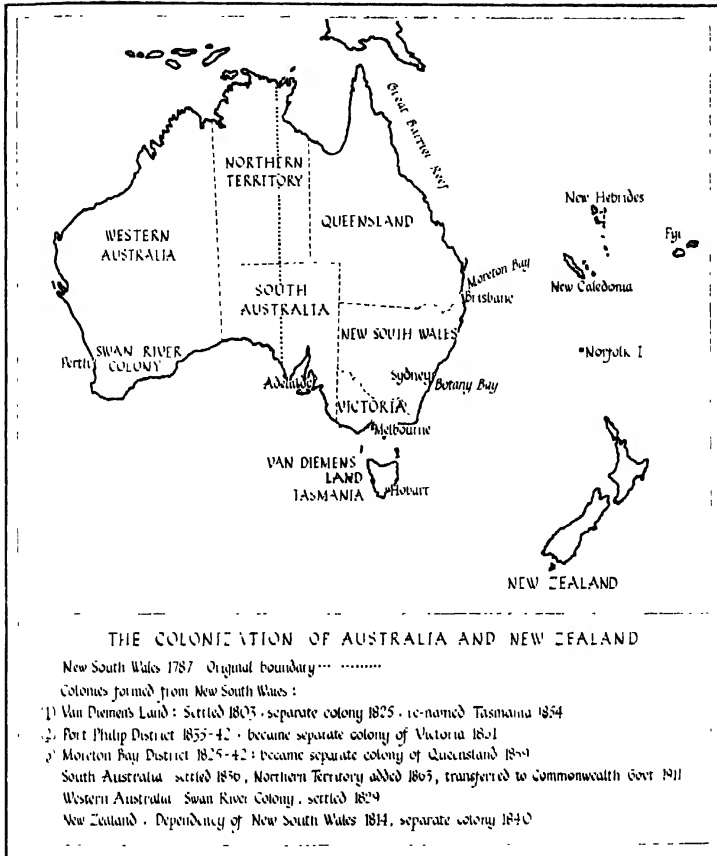 Great Barrier Reef
NORTHERN
TERRITORY
New Hebrides
QUEENSLAND
Fyi
WESTERN
AUSTRALIA
Moreton Bay
New Caledonia
SOUTH
AUSTRALIA
Brisbane
NEW SOUTH WALES
Norfolk I
Perth
SWAN RIVER
COLONY
Sydney
Adelaide
Botany Bay
VICTORIA
Melbourne
VAN DIEMENS
LAND
TASMANIA
Hobart
NEW ZEALAND
THE COLONIZATION OF AUSTRALIA AND NEW ZEALAND
New South Wales 1787 Original boundary ... .........
Colonies formed from New South Wales :
1) Van Diemen's Land : Settled 1803 . separate colony 1825 . re-named Tasmania 1854
2. Port Philip District 1835-42 . became separate colony of Victoria 1851
3) Moreton Bay District 1825-42 : became separate colony of Queensland 1859
South Australia settled 1836, Northern Territory added 1863, transferred to Commonwealth Govt 1911
Western Australia Swan River Colony . settled 1829
New Zealand . Dependency of New South Wales 1814, separate colony 1840